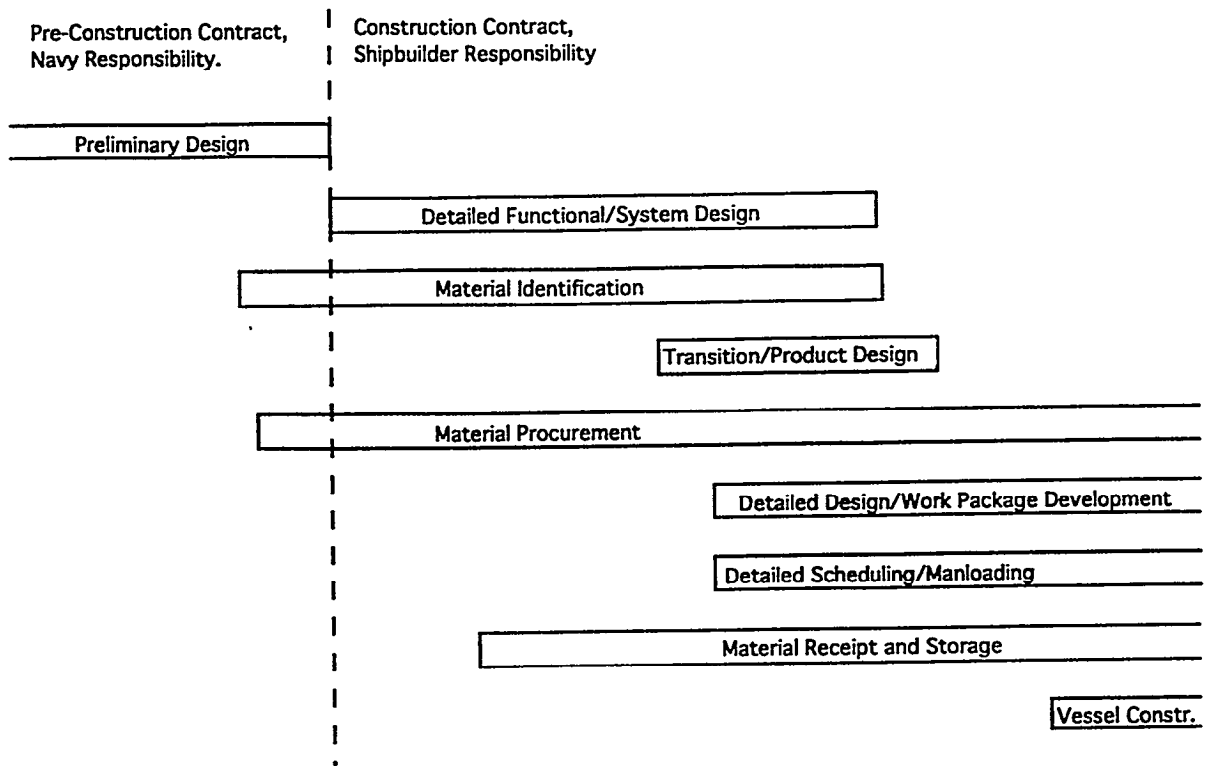 Pre-Construction Contract,
Navy Responsibility.
Construction Contract,
Shipbuilder Responsibility
Preliminary Design
Detailed Functional/System Design
Material Identification
Transition/Product Design
Material Procurement
Detailed Design/Work Package Development
Detailed Scheduling/Manloading
Material Receipt and Storage
Vessel Constr.